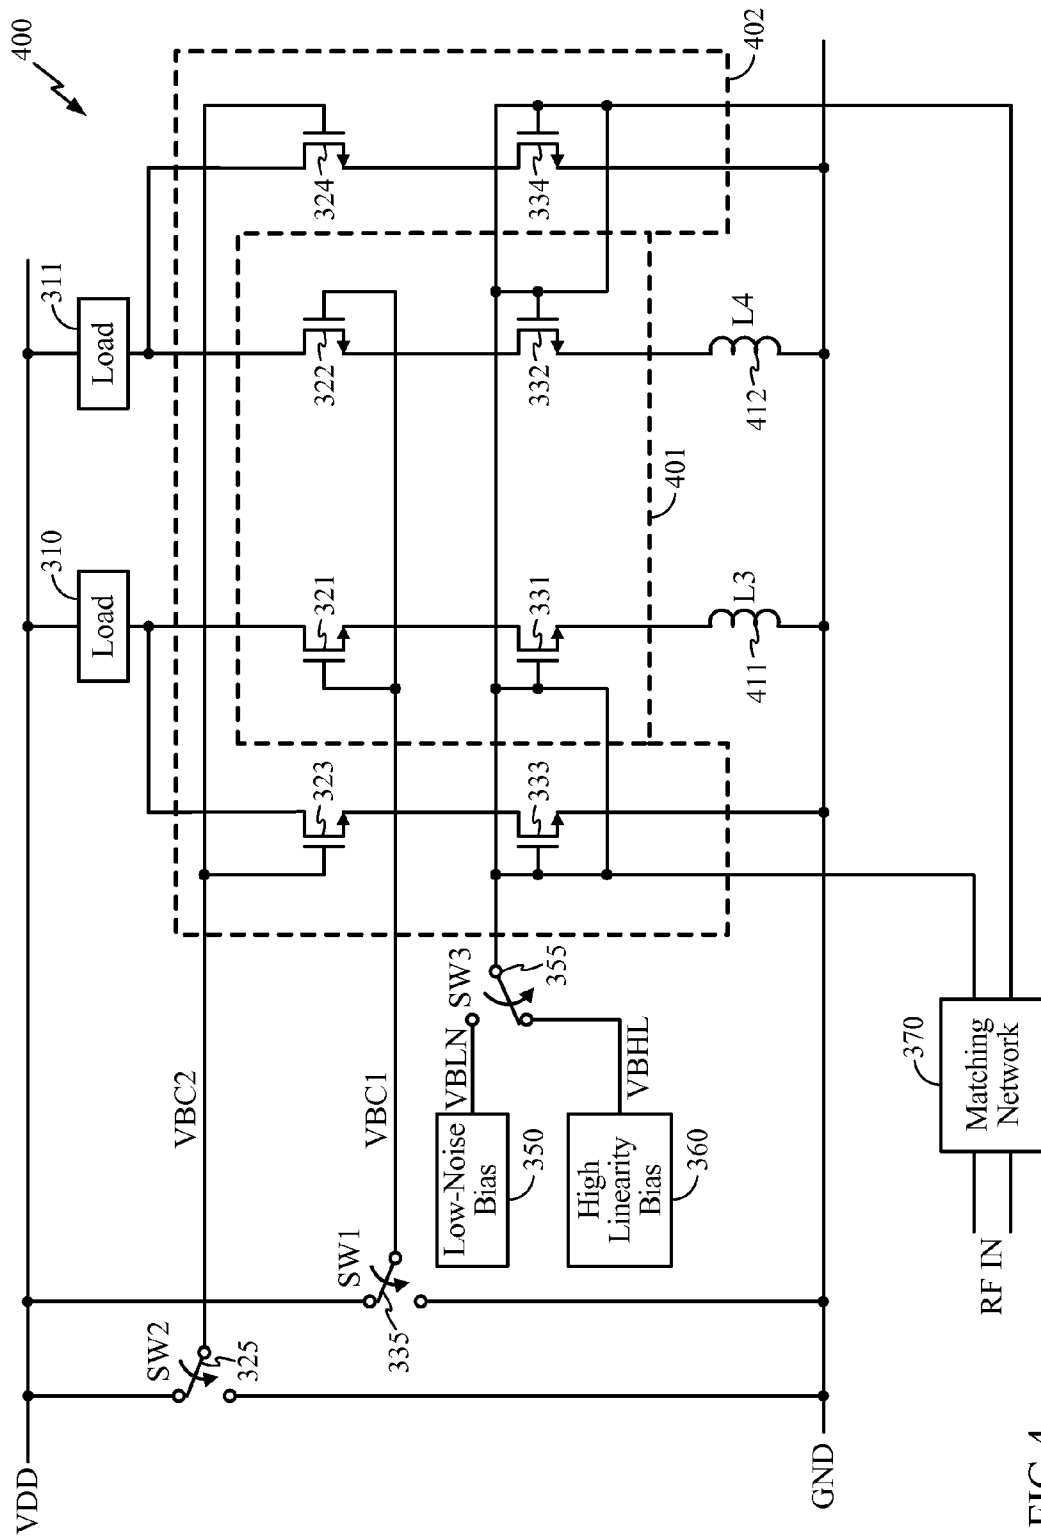 400
VDD
SW2
325
VBC2
Load
310
Load
311
402
323
321
322
324
SW1
335
VBC1
Low-Noise
Bias
350
VBLN
SW3
355
333
331
332
334
High
Linearity
Bias
360
VBHL
401
411
L3
412
L4
GND
RF IN
Matching
Network
370
FIG 4